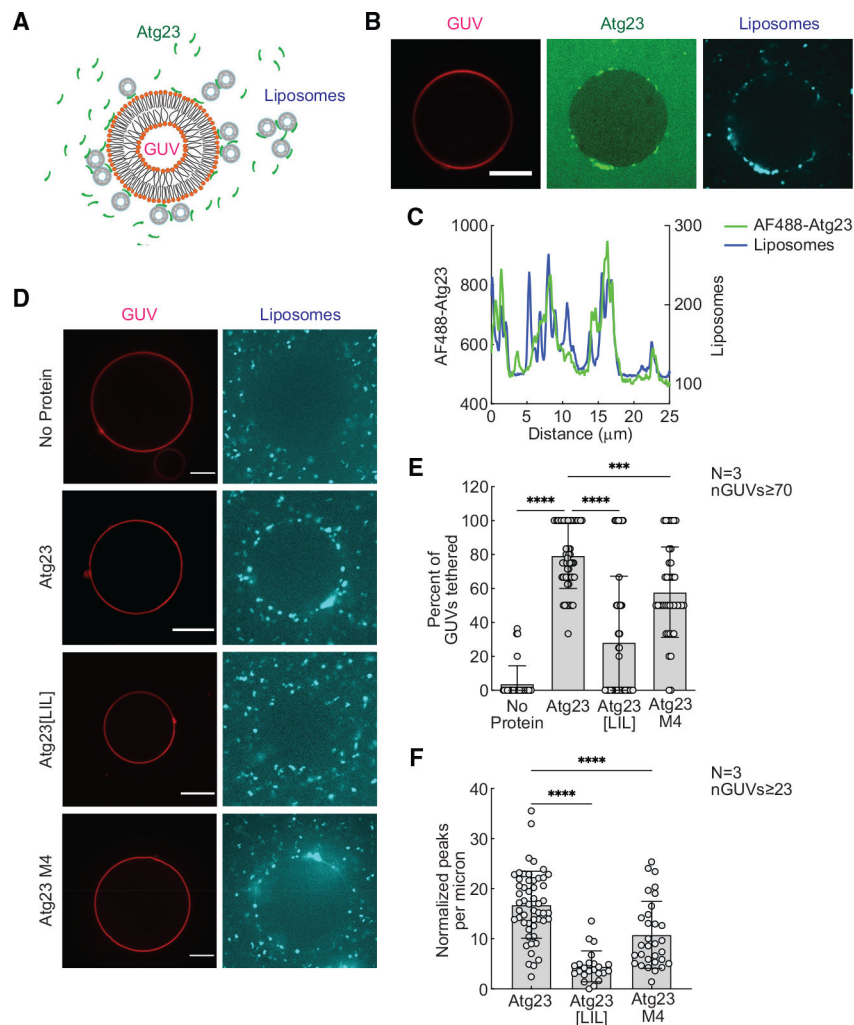 A
Atg23
Liposomes
GUV
B
GUV
Atg23
Liposomes
C
1000
800
600
400
AF488-Atg23
300
200
100
Liposomes
0 5 10 15 20 25
Distance (μm)
AF488-Atg23
Liposomes
D
GUV
Liposomes
No Protein
Atg23
Atg23[LIL]
Atg23 M4
E
N=3
nGUVs≥70
***
**** ****
120
100
80
60
40
20
0
Percent of
GUVs tethered
No
Protein
Atg23
Atg23
[LIL]
Atg23
M4
F
N=3
nGUVs≥23
****
****
40
30
20
10
0
Normalized peaks
per micron
Atg23
Atg23
[LIL]
Atg23
M4